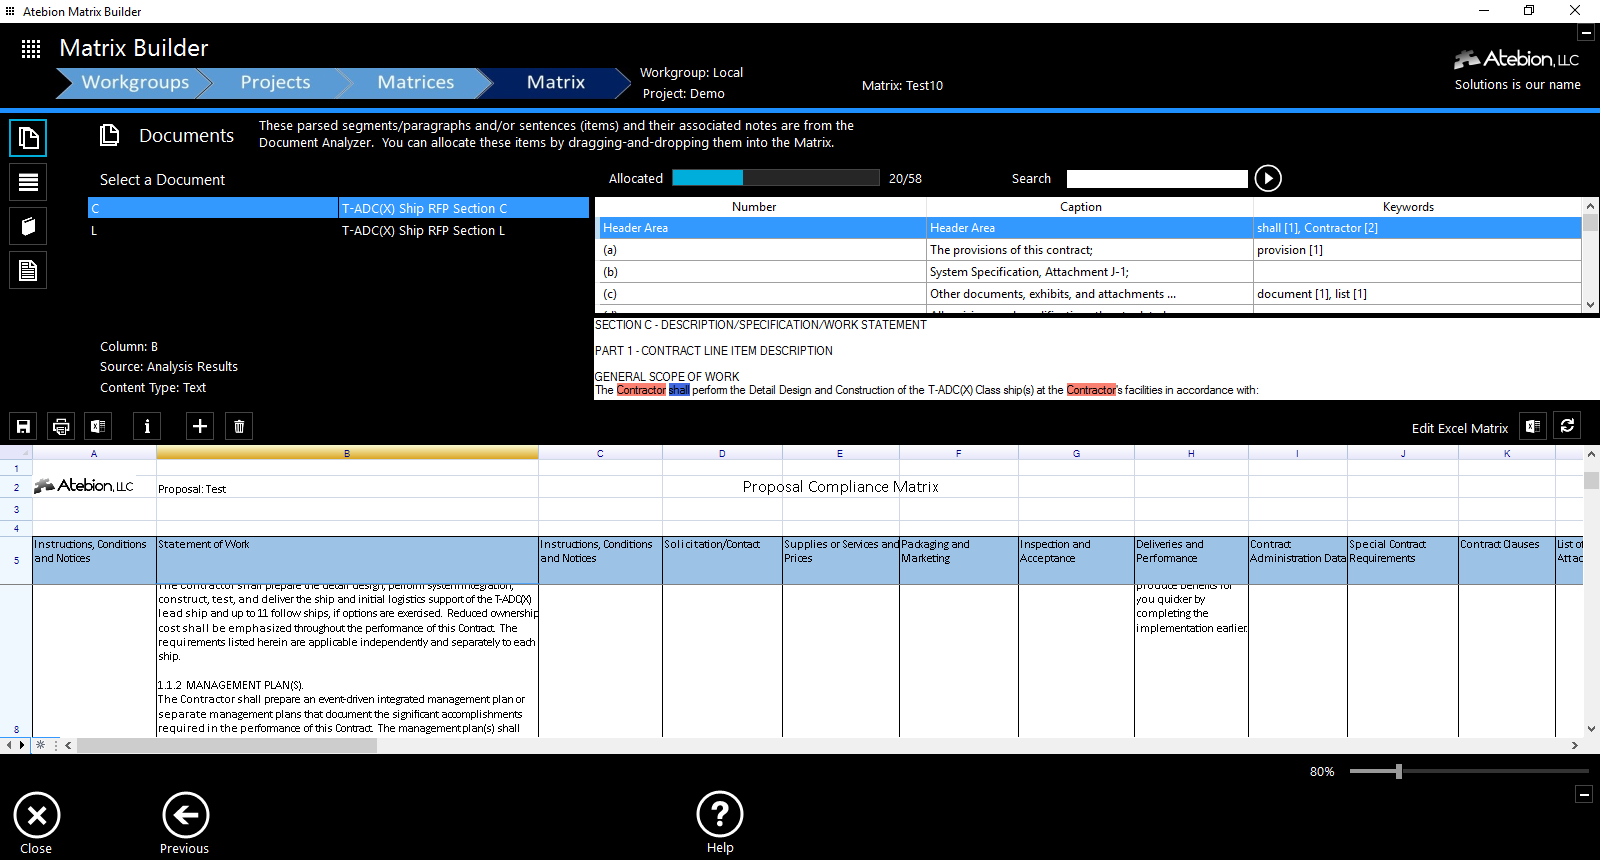 Atebion Matrix Builder
Matrix Builder
Atebion, LLC
Solutions is our name
Workgroups
Projects
Matrices
Matrix
Workgroup: Local
Project: Demo
Matrix: Test10
Documents
These parsed segments/paragraphs and/or sentences (items) and their associated notes are from the
Document Analyzer.  You can allocate these items by dragging-and-dropping them into the Matrix.
Select a Document
Allocated
20/58
Search
C T-ADC(X) Ship RFP Section C
L T-ADC(X) Ship RFP Section L
Number Caption Keywords
Header Area Header Area shall [1], Contractor [2]
(a) The provisions of this contract; provision [1]
(b) System Specification, Attachment J-1;
(c) Other documents, exhibits, and attachments ... document [1], list [1]
SECTION C - DESCRIPTION/SPECIFICATION/WORK STATEMENT
PART 1 - CONTRACT LINE ITEM DESCRIPTION
GENERAL SCOPE OF WORK
The Contractor shall perform the Detail Design and Construction of the T-ADC(X) Class ship(s) at the Contractor's facilities in accordance with:
Column: B
Source: Analysis Results
Content Type: Text
Edit Excel Matrix
A B C D E F G H I J K
1
2 Atebion, LLC Proposal: Test Proposal Compliance Matrix
3
4
5
Instructions, Conditions
and Notices
Statement of Work
Instructions, Conditions
and Notices
Solicitation/Contact
Supplies or Services and
Prices
Packaging and
Marketing
Inspection and
Acceptance
Deliveries and
Performance
Contract
Administration Data
Special Contract
Requirements
Contract Clauses
List of
Attac
The Contractor shall prepare the detail design, perform system integration,
construct, test, and deliver the ship and initial logistics support of the T-ADC(X)
lead ship and up to 11 follow ships, if options are exercised. Reduced ownership
cost shall be emphasized throughout the performance of this Contract. The
requirements listed herein are applicable independently and separately to each
ship.
1.1.2 MANAGEMENT PLAN(S).
The Contractor shall prepare an event-driven integrated management plan or
separate management plans that document the significant accomplishments
required in the performance of this Contract. The management plan(s) shall
produce benefits for
you quicker by
completing the
implementation earlier.
8
80%
Close
Previous
Help